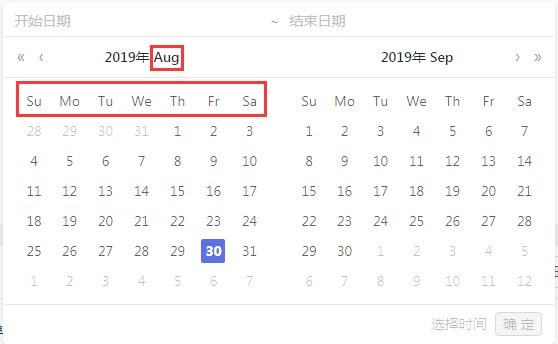 开始日期 ~ 结束日期
« ‹ 2019年 Aug 2019年 Sep › »
Su Mo Tu We Th Fr Sa Su Mo Tu We Th Fr Sa
28 29 30 31 1 2 3 1 2 3 4 5 6 7
4 5 6 7 8 9 10 8 9 10 11 12 13 14
11 12 13 14 15 16 17 15 16 17 18 19 20 21
18 19 20 21 22 23 24 22 23 24 25 26 27 28
25 26 27 28 29 30 31 29 30 1 2 3 4 5
1 2 3 4 5 6 7 6 7 8 9 10 11 12
选择时间 确 定